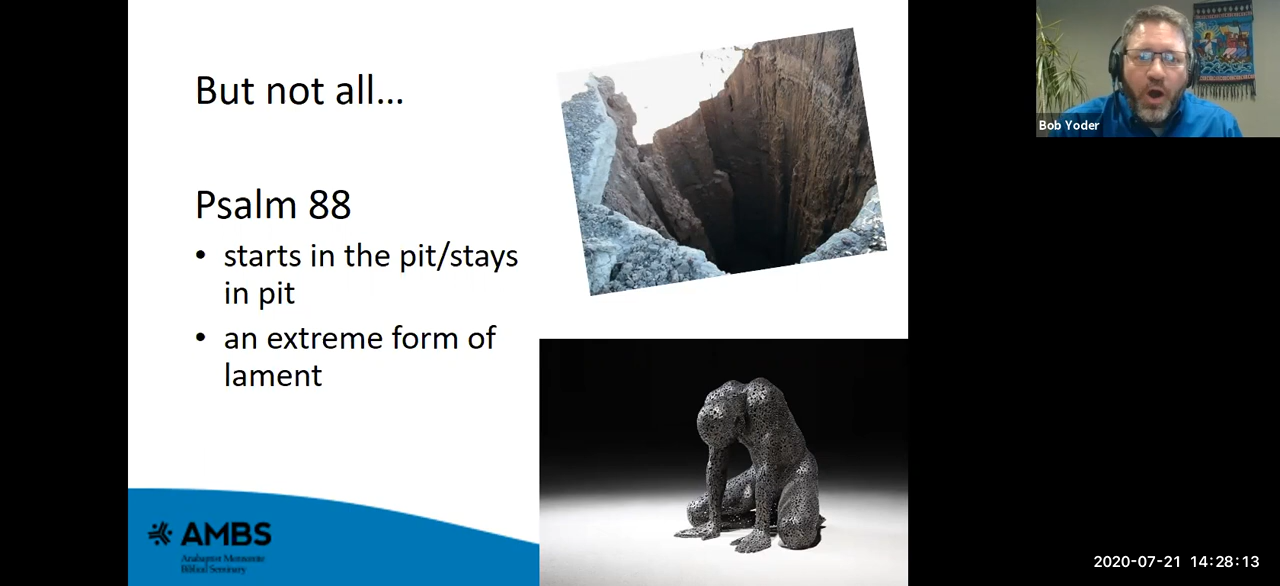 But not all...
Psalm 88
• starts in the pit/stays
in pit
• an extreme form of
lament
AMBS
Anabaptist Mennonite
Biblical Seminary
Bob Yoder
2020-07-21 14:28:13